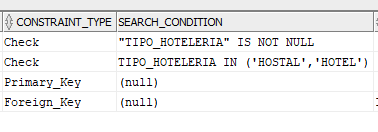 CONSTRAINT_TYPE SEARCH_CONDITION
Check "TIPO_HOTELERIA" IS NOT NULL
Check TIPO_HOTELERIA IN ('HOSTAL','HOTEL')
Primary_Key (null)
Foreign_Key (null)